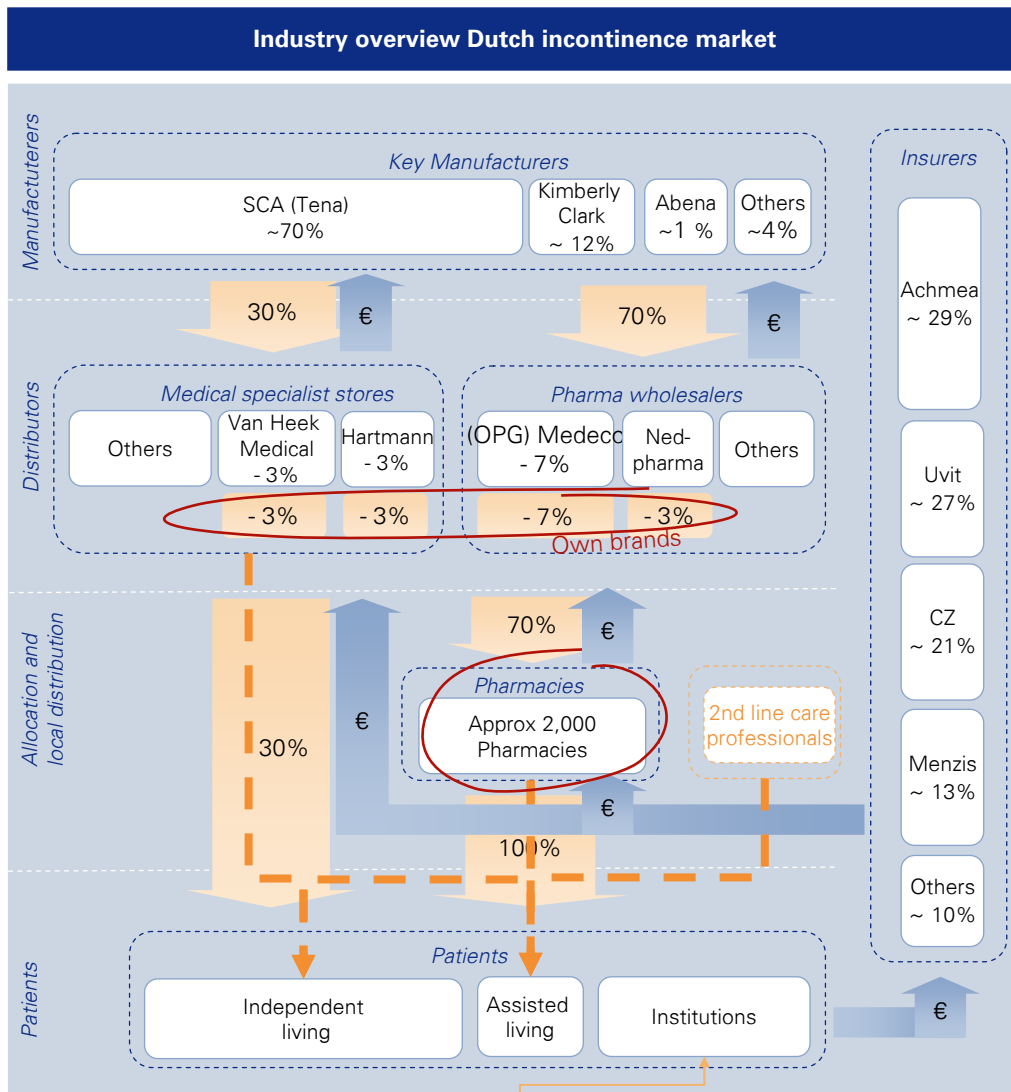 Industry overview Dutch incontinence market
Manufactuterers
Key Manufacturers
SCA (Tena)
~70%
Kimberly
Clark
~ 12%
Abena
~1 %
Others
~4%
Insurers
Achmea
~ 29%
Uvit
~ 27%
CZ
~ 21%
Menzis
~ 13%
Others
~ 10%
30%
€
70%
€
Distributors
Medical specialist stores
Others
Van Heek
Medical
- 3%
Hartmann
- 3%
Pharma wholesalers
(OPG) Medeco
- 7%
Ned-
pharma
Others
- 3%
- 3%
- 7%
- 3%
Own brands
Allocation and
local distribution
30%
€
70%
€
Pharmacies
Approx 2,000
Pharmacies
2nd line care
professionals
€
100%
Patients
Patients
Independent
living
Assisted
living
Institutions
€